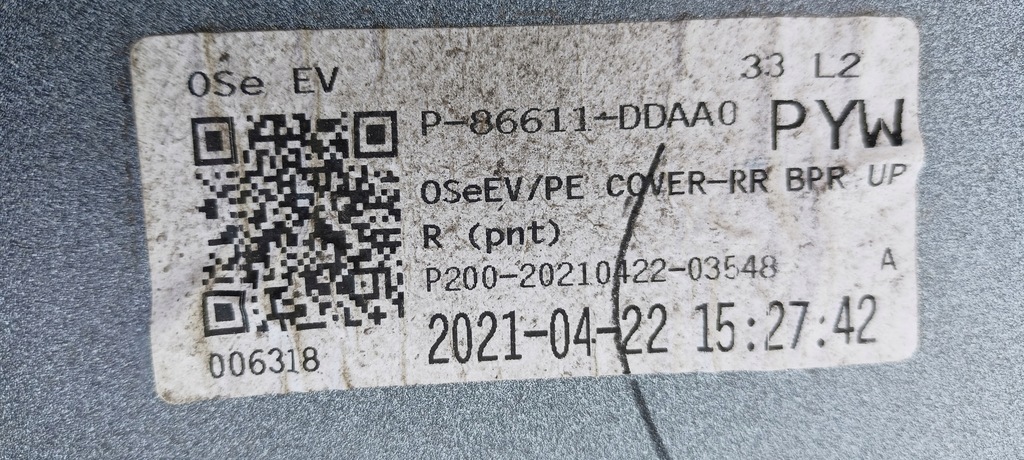 OSe EV
33 L2
P-86611-DDAA0
PYW
OSeEV/PE COVER-RR BPR UP
R (pnt)
P200-20210422-03548
A
2021-04-22 15:27:42
006318